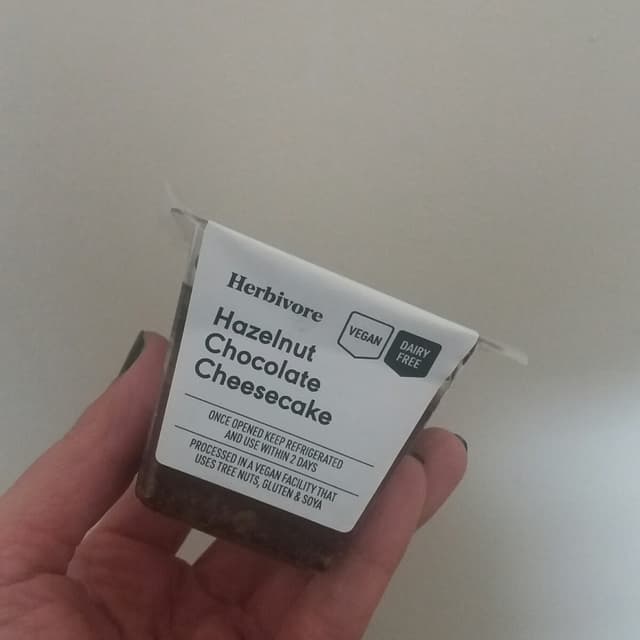 Herbivore
Hazelnut
Chocolate
Cheesecake
VEGAN
DAIRY
FREE
ONCE OPENED KEEP REFRIGERATED
AND USE WITHIN 2 DAYS
PROCESSED IN A VEGAN FACILITY THAT
USES TREE NUTS, GLUTEN & SOYA